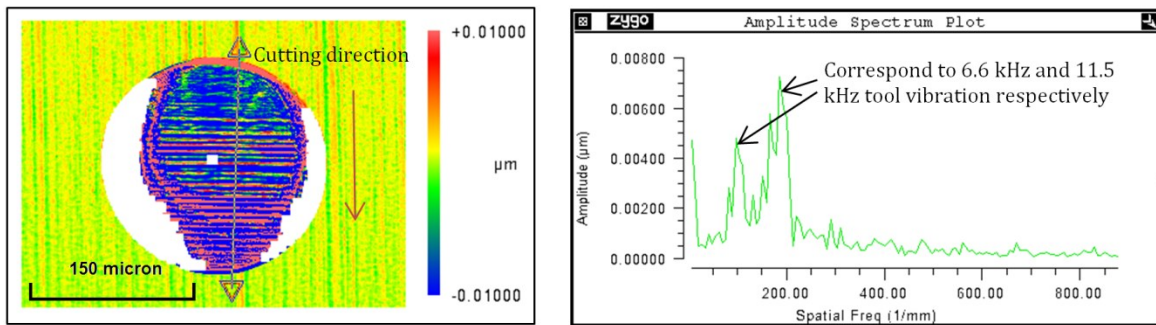 +0.01000
Cutting direction
µm
150 micron
-0.01000
zygo
Amplitude Spectrum Plot
0.00800
Correspond to 6.6 kHz and 11.5
kHz tool vibration respectively
0.00600
Amplitude (µm)
0.00400
0.00200
0.00000
200.00 400.00 600.00 800.00
Spatial Freq (1/mm)